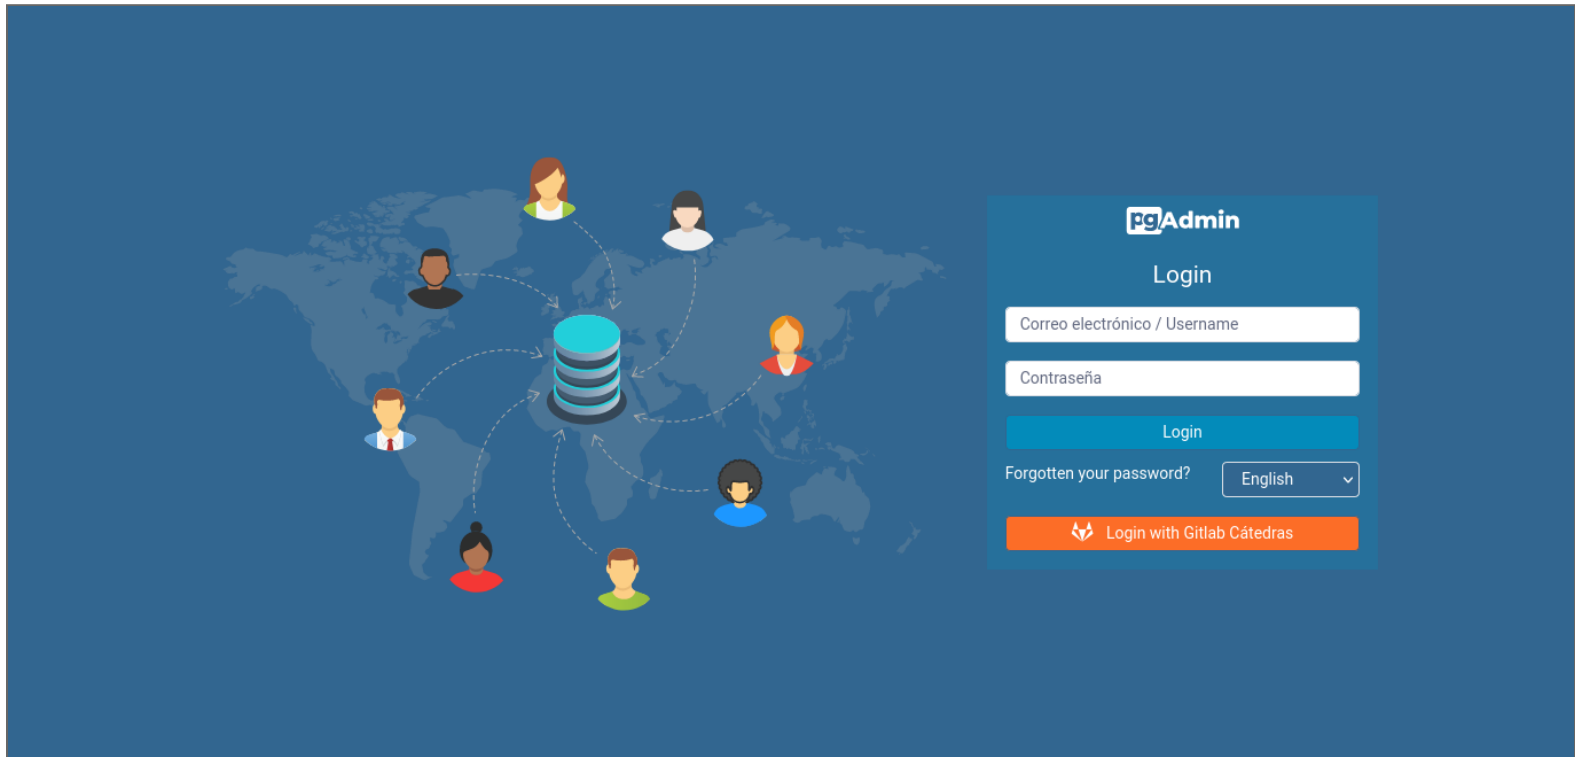 pgAdmin
Login
Correo electrónico / Username
Contraseña
Login
Forgotten your password?
English
Login with Gitlab Cátedras